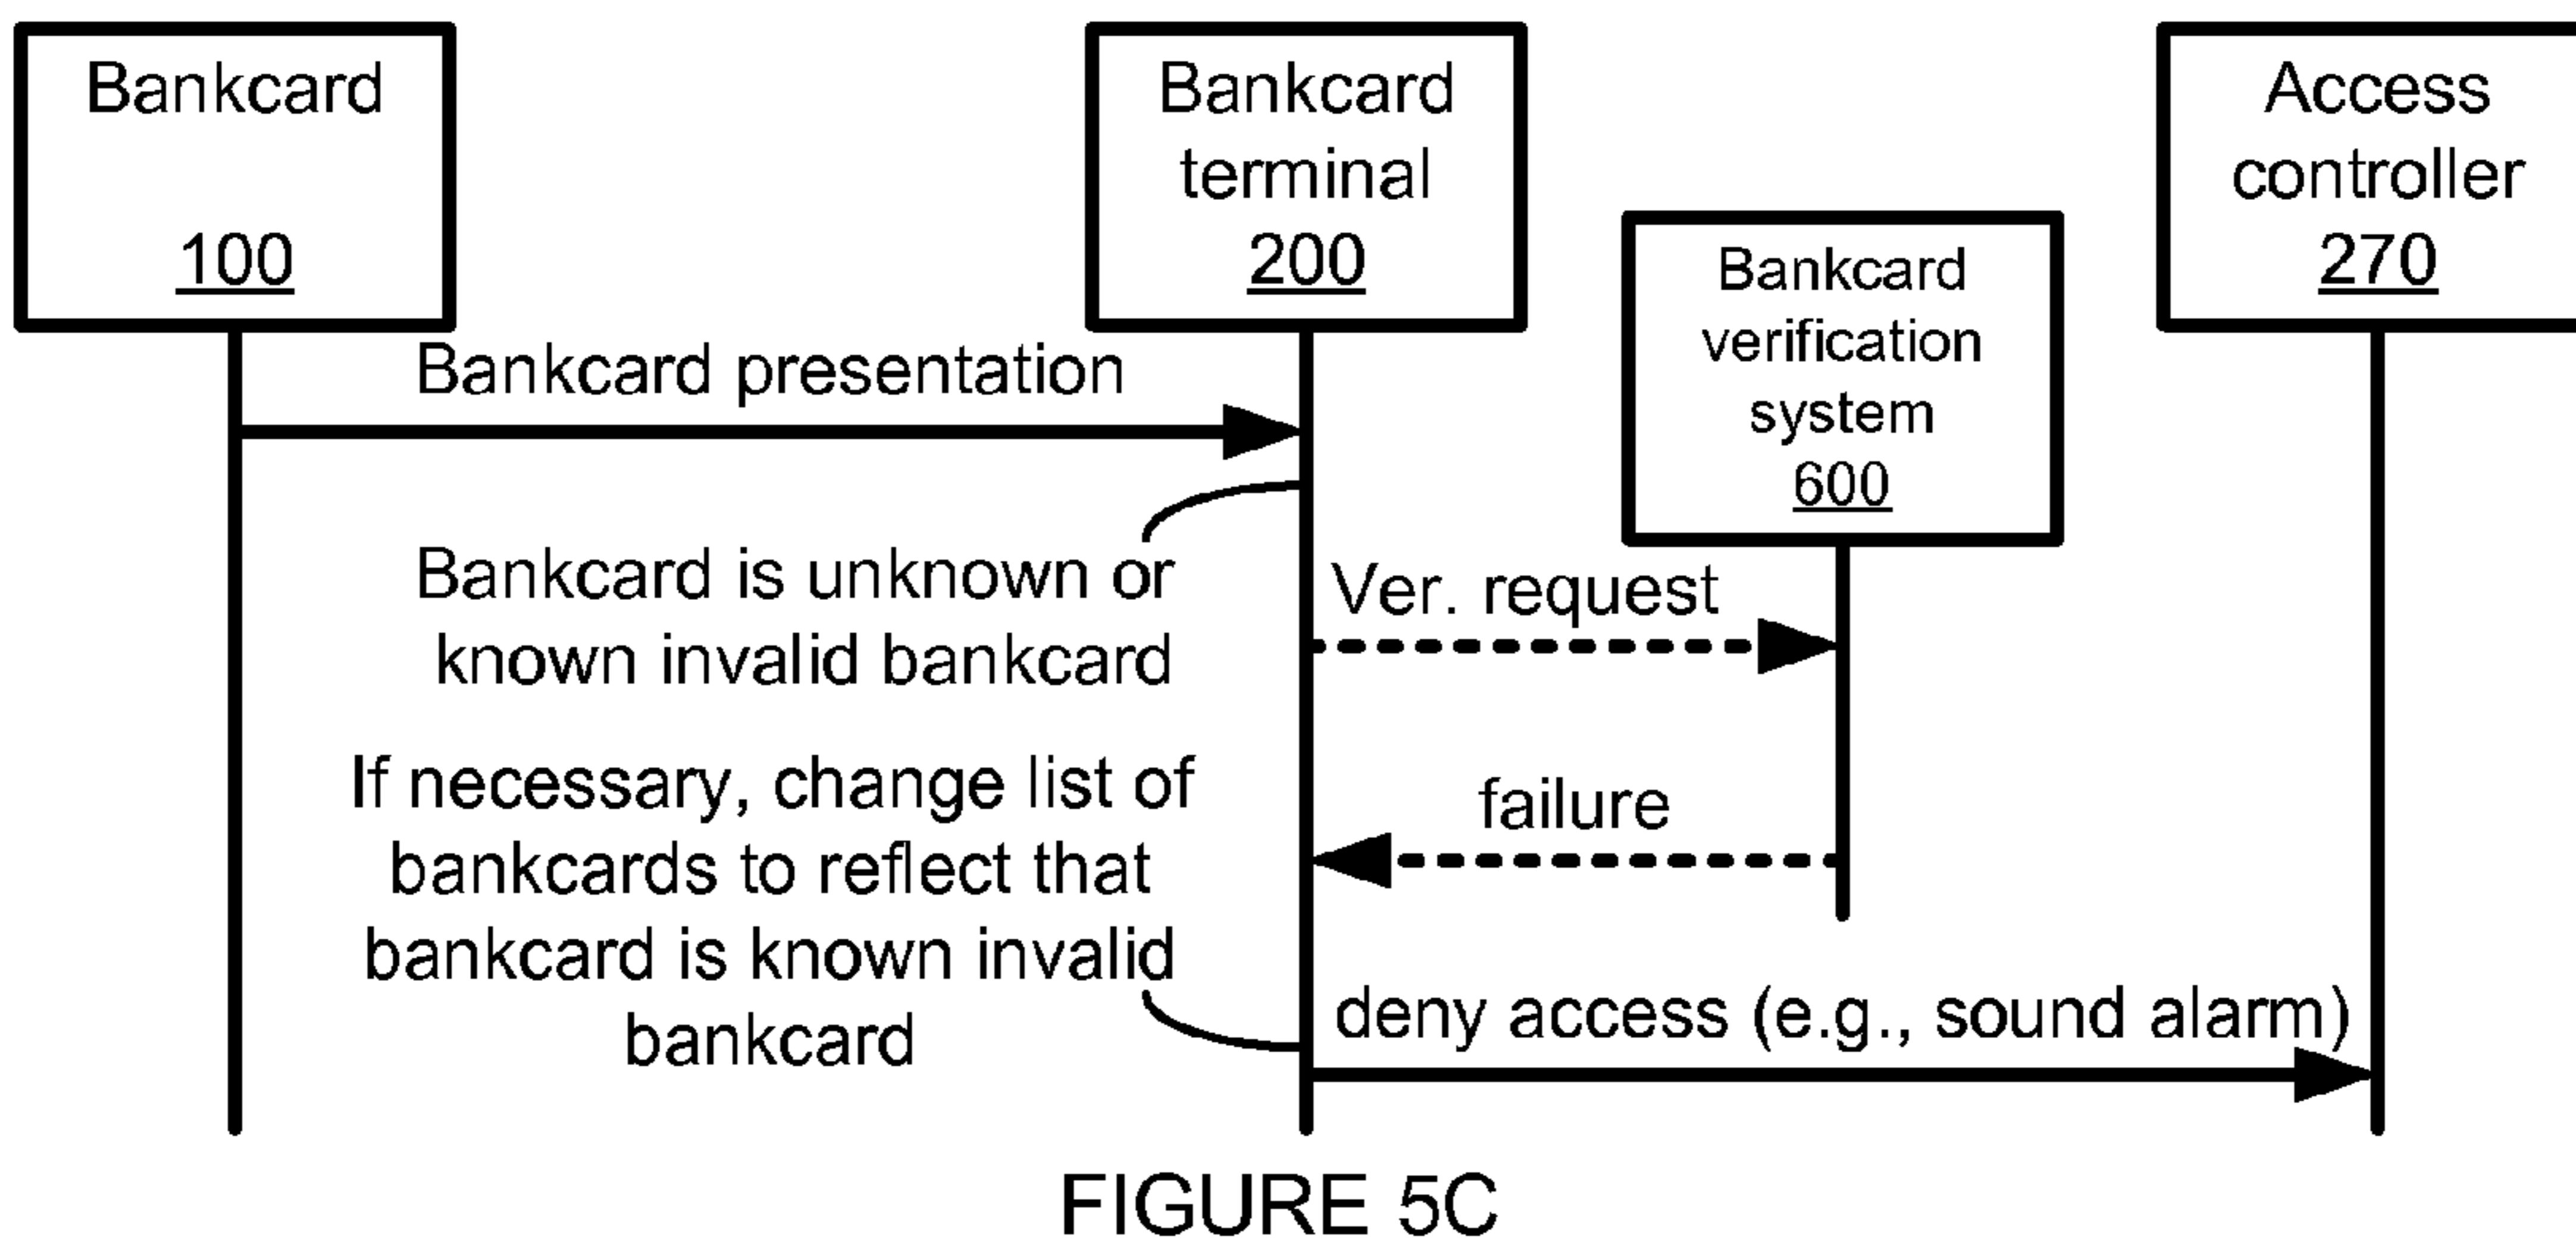 Bankcard
100
Bankcard
terminal
200
Bankcard
verification
system
600
Access
controller
270
Bankcard presentation
Bankcard is unknown or
known invalid bankcard
Ver. request
failure
If necessary, change list of
bankcards to reflect that
bankcard is known invalid
bankcard
deny access (e.g., sound alarm)
FIGURE 5C